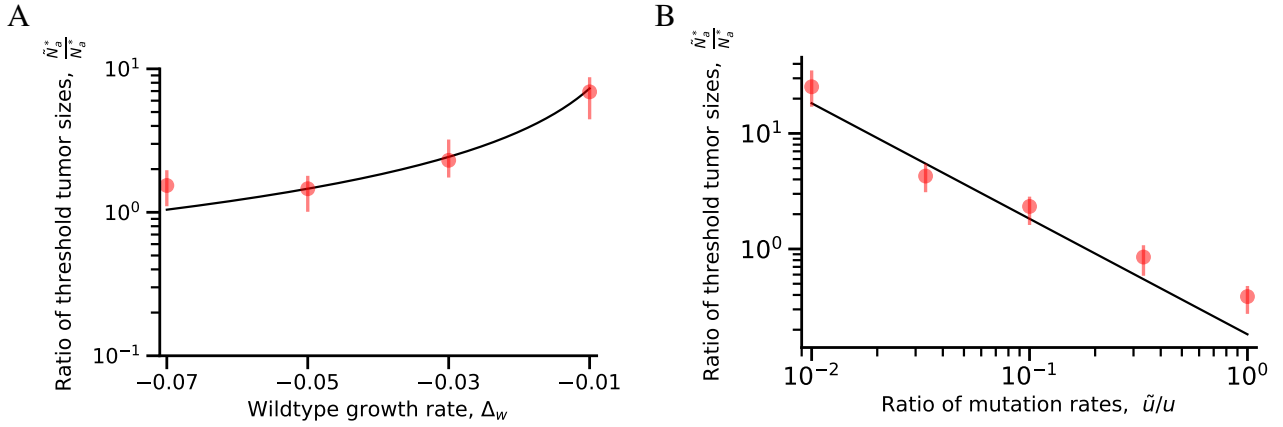 A
B
Ratio of threshold tumor sizes, Ñ*ₐ/N*ₐ
10¹
10⁰
10⁻¹
−0.07 −0.05 −0.03 −0.01
Wildtype growth rate, Δ_w
Ratio of threshold tumor sizes, Ñ*ₐ/N*ₐ
10¹
10⁰
10⁻² 10⁻¹ 10⁰
Ratio of mutation rates, ũ/u